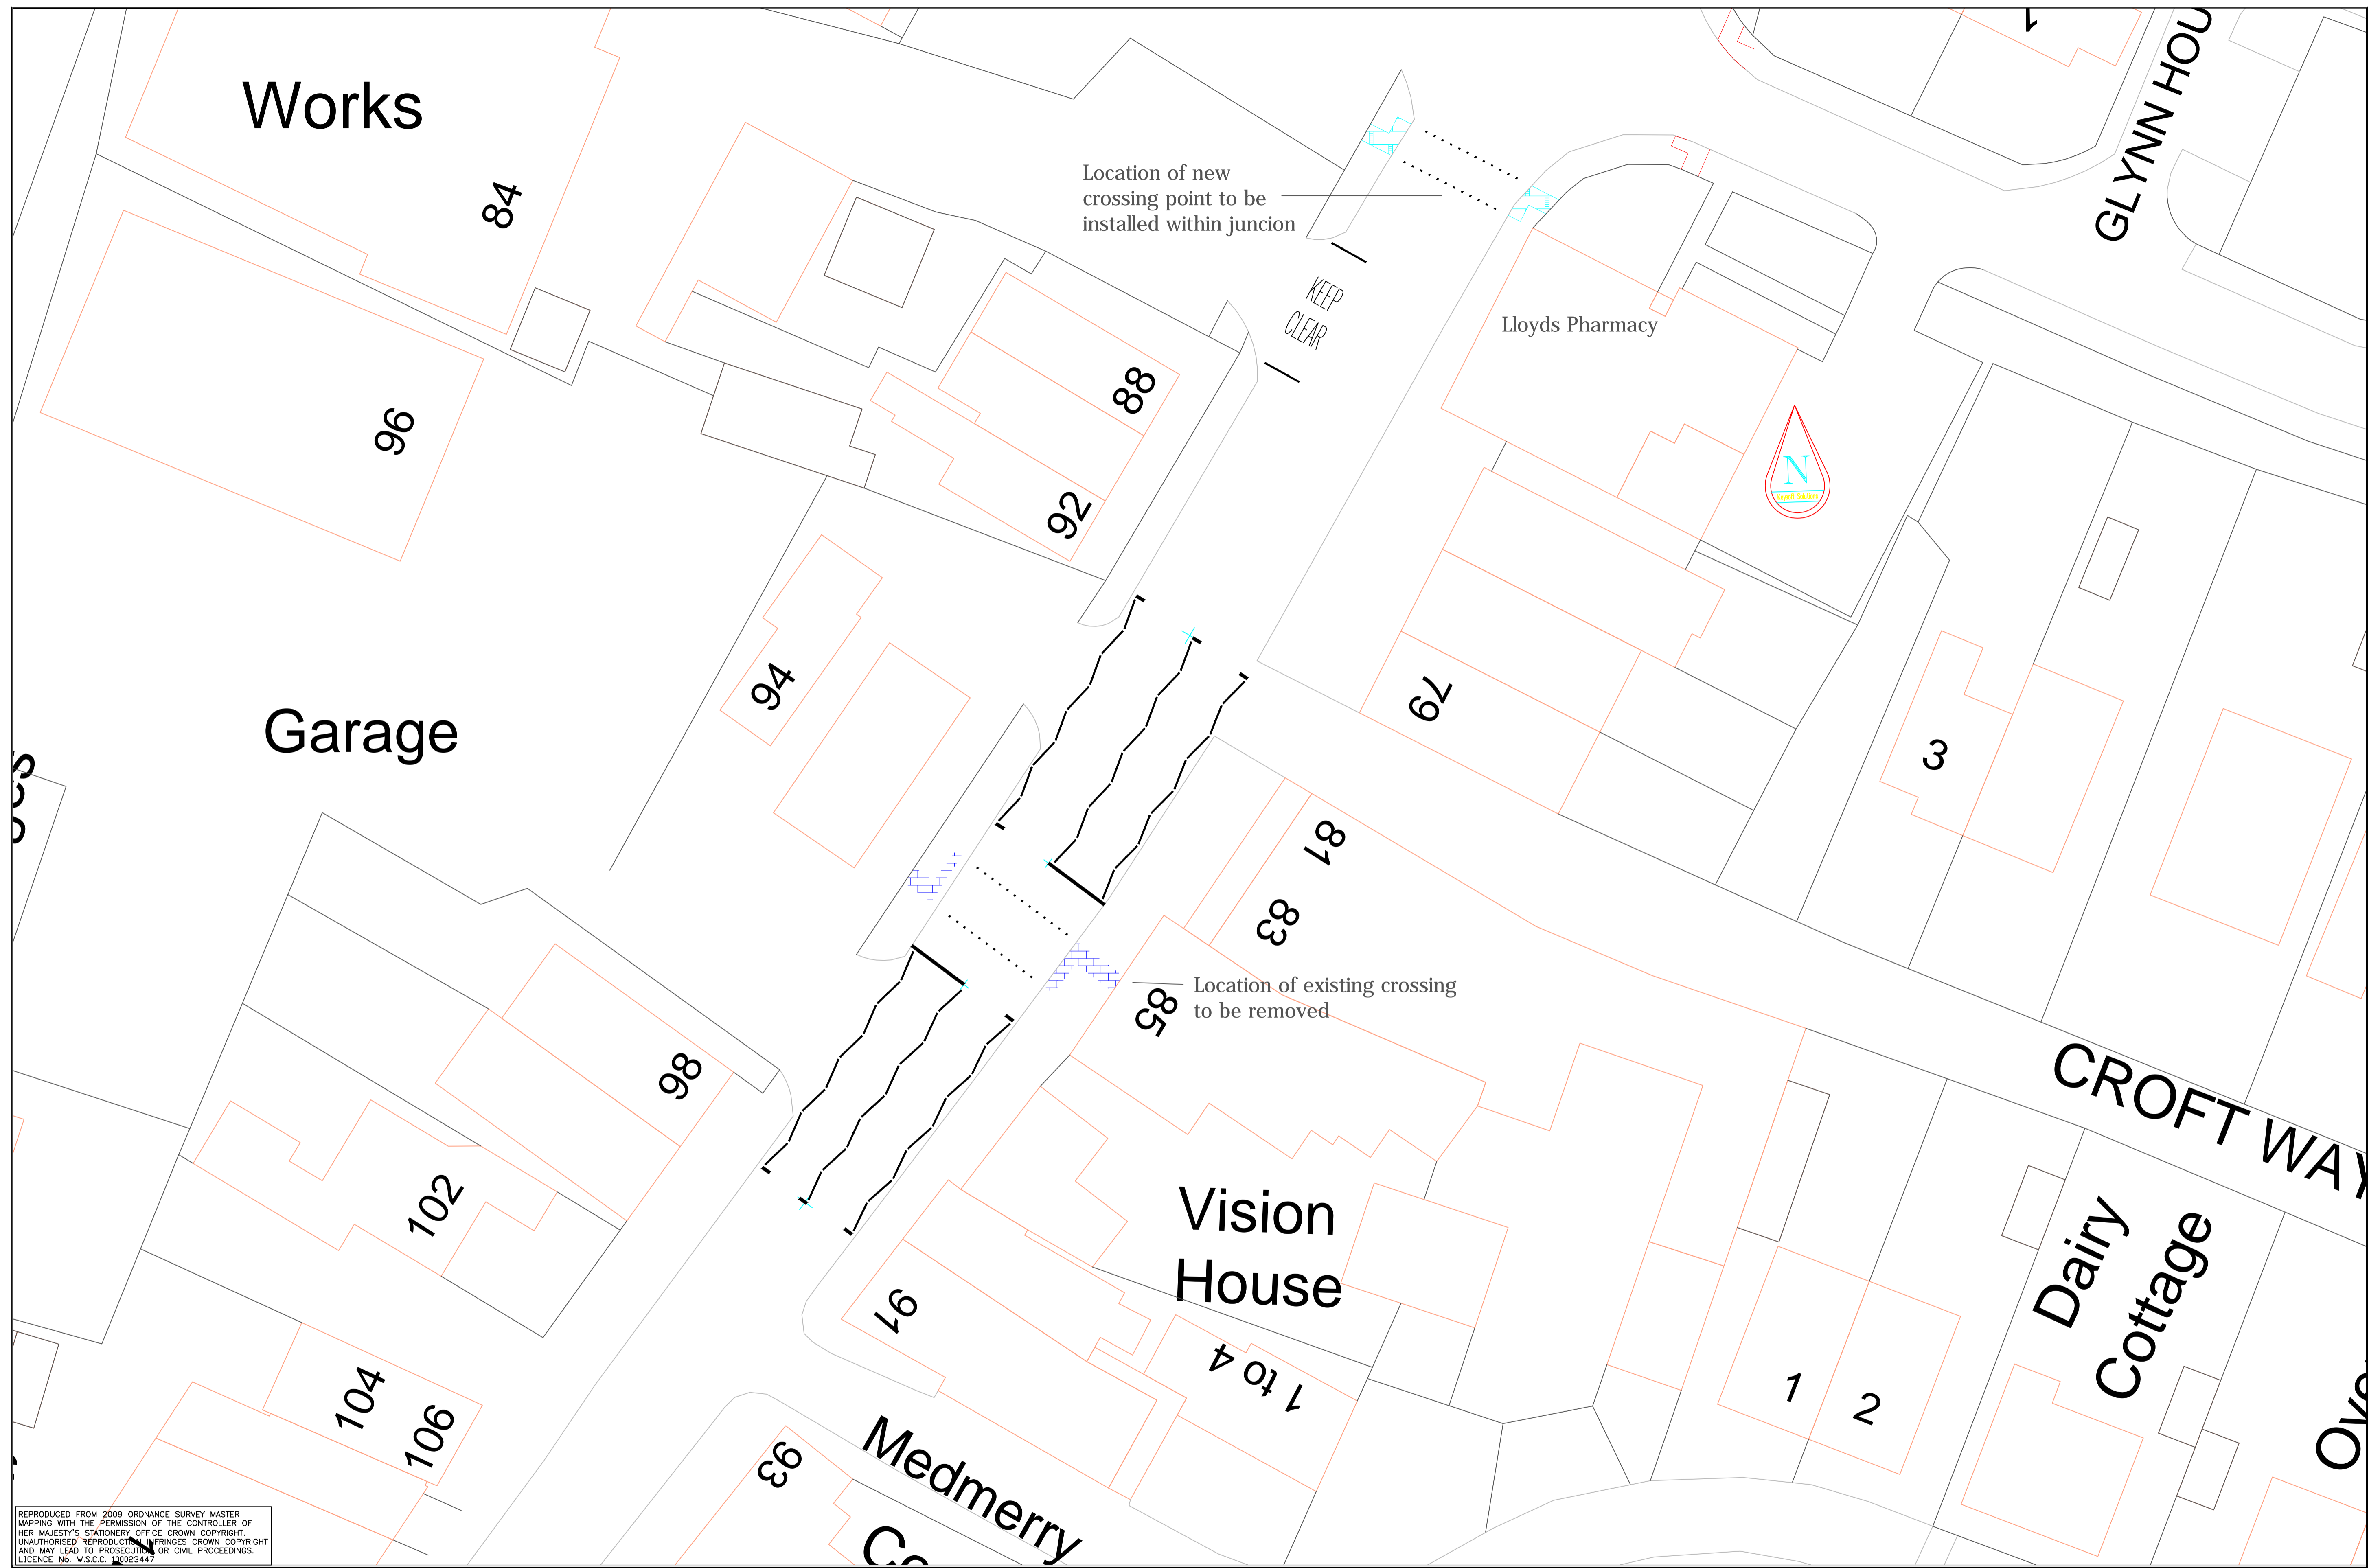 Works
84
96
Location of new
crossing point to be
installed within juncion
KEEP
CLEAR
Lloyds Pharmacy
GLYNN HOU
1
88
92
N
94
Garage
79
3
81
83
85
Location of existing crossing
to be removed
98
102
CROFT WAY
Vision
House
Dairy
Cottage
91
1 to 4
1
2
104
106
93
Medmerry
Co
Ove
REPRODUCED FROM 2009 ORDNANCE SURVEY MASTER
MAPPING WITH THE PERMISSION OF THE CONTROLLER OF
HER MAJESTY'S STATIONERY OFFICE CROWN COPYRIGHT.
UNAUTHORISED REPRODUCTION INFRINGES CROWN COPYRIGHT
AND MAY LEAD TO PROSECUTION OR CIVIL PROCEEDINGS.
LICENCE No. W.S.C.C. 100023447